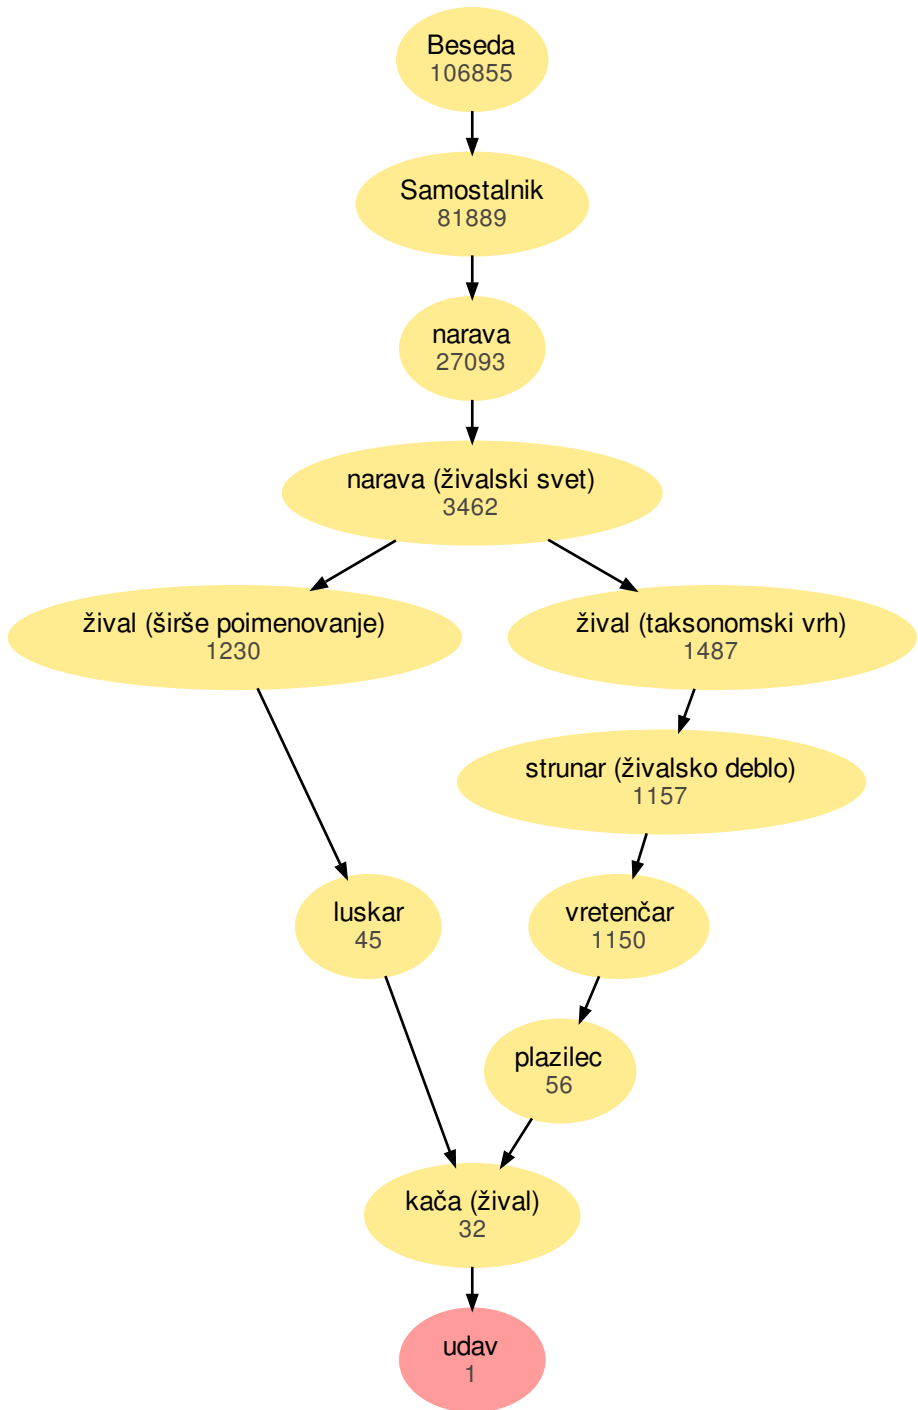 Beseda
106855
Samostalnik
81889
narava
27093
narava (živalski svet)
3462
žival (širše poimenovanje)
1230
žival (taksonomski vrh)
1487
strunar (živalsko deblo)
1157
luskar
45
vretenčar
1150
plazilec
56
kača (žival)
32
udav
1